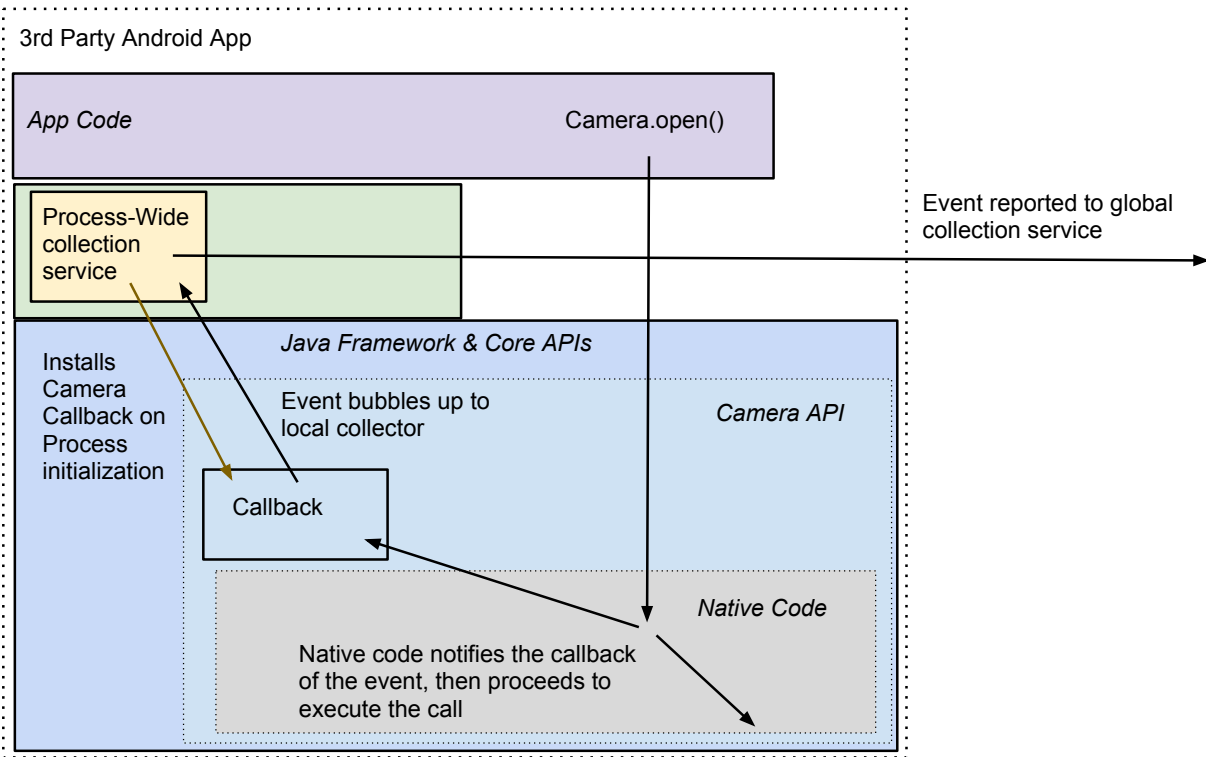 3rd Party Android App
App Code
Camera.open()
Process-Wide
collection
service
Event reported to global
collection service
Java Framework & Core APIs
Installs
Camera
Callback on
Process
initialization
Event bubbles up to
local collector
Camera API
Callback
Native Code
Native code notifies the callback
of the event, then proceeds to
execute the call